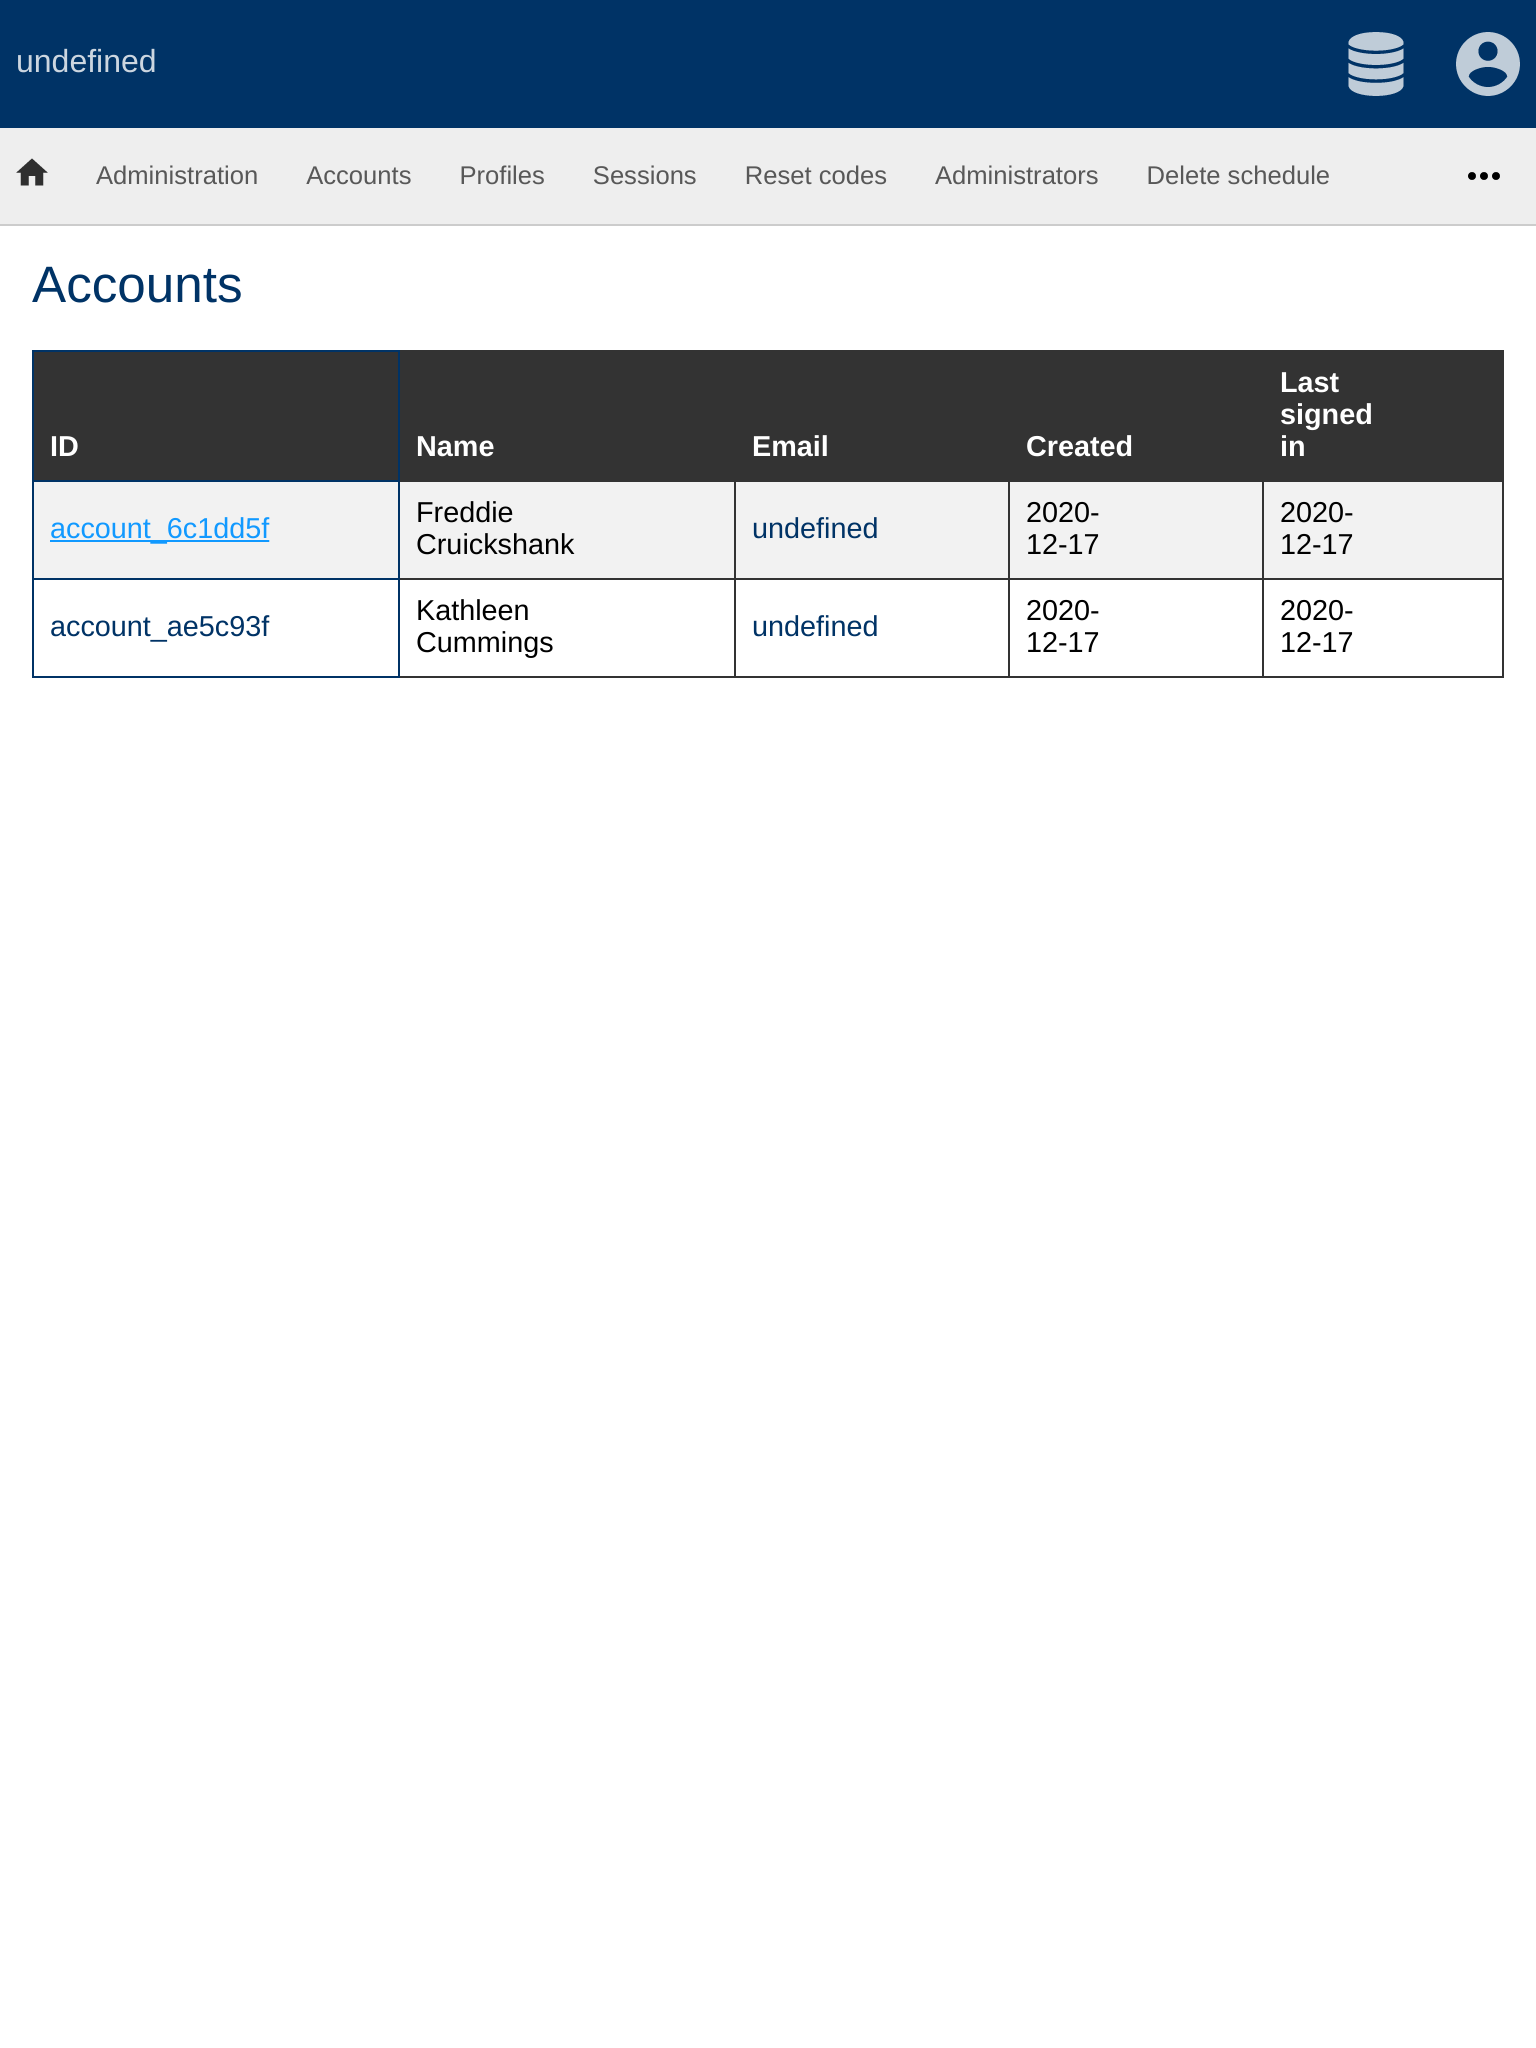 undefined
Administration Accounts Profiles Sessions Reset codes Administrators Delete schedule
Accounts
ID Name Email Created Last signed in
account_6c1dd5f Freddie Cruickshank undefined 2020-12-17 2020-12-17
account_ae5c93f Kathleen Cummings undefined 2020-12-17 2020-12-17